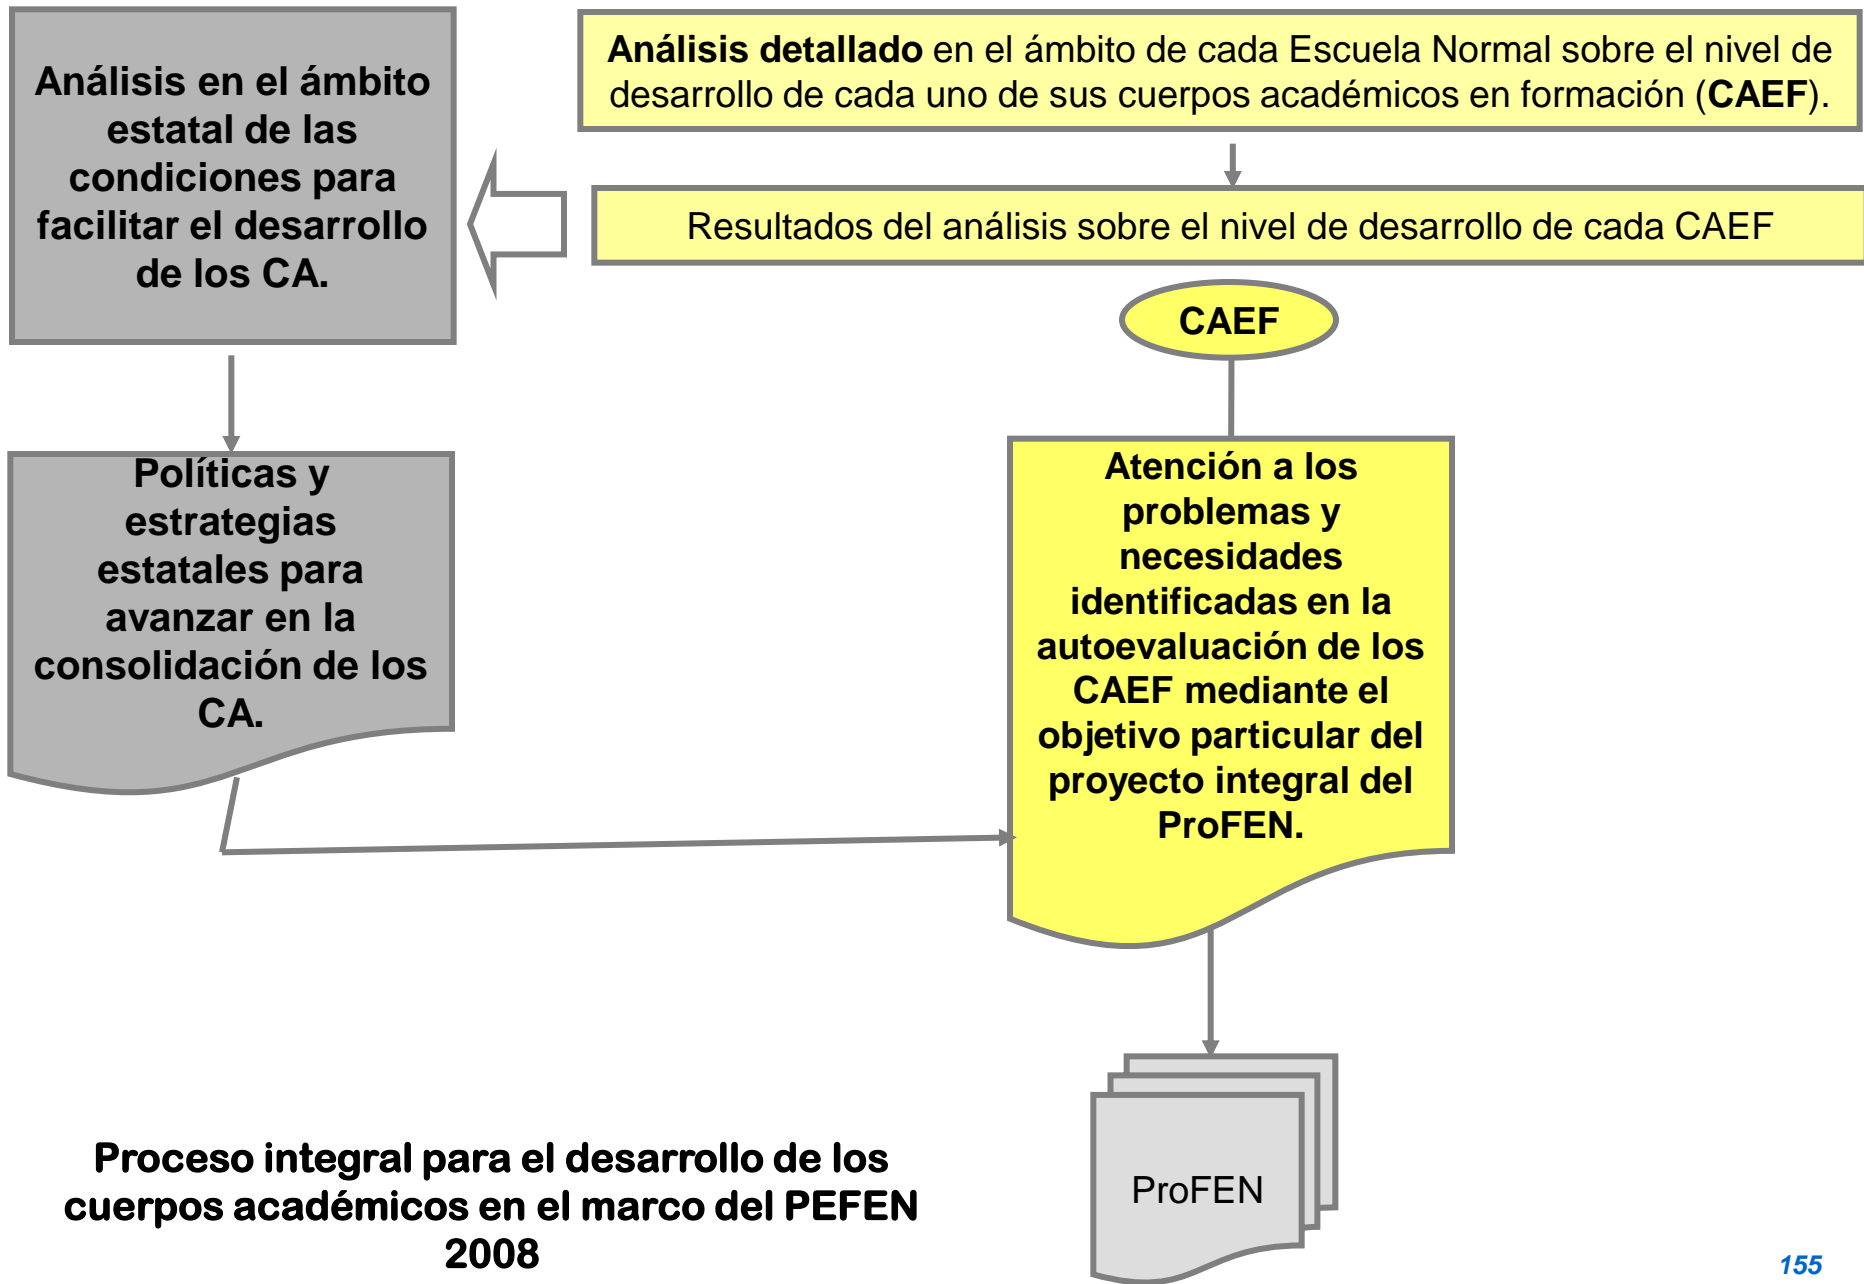 Análisis en el ámbito
estatal de las
condiciones para
facilitar el desarrollo
de los CA.
Análisis detallado en el ámbito de cada Escuela Normal sobre el nivel de
desarrollo de cada uno de sus cuerpos académicos en formación (CAEF).
Resultados del análisis sobre el nivel de desarrollo de cada CAEF
CAEF
Políticas y
estrategias
estatales para
avanzar en la
consolidación de los
CA.
Atención a los
problemas y
necesidades
identificadas en la
autoevaluación de los
CAEF mediante el
objetivo particular del
proyecto integral del
ProFEN.
ProFEN
Proceso integral para el desarrollo de los
cuerpos académicos en el marco del PEFEN
2008
155